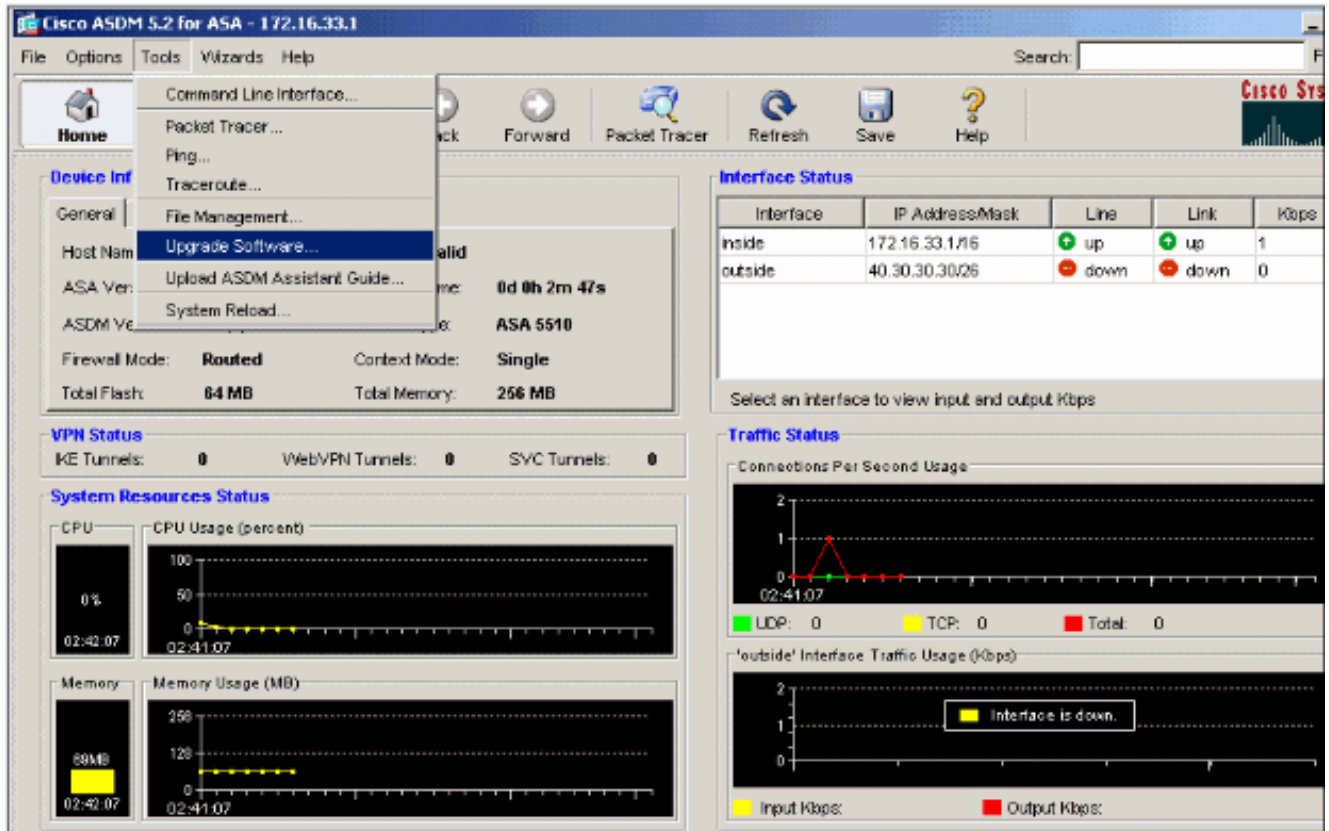 Cisco ASDM 5.2 for ASA - 172.16.33.1
File Options Tools Wizards Help
Search:
Command Line Interface...
Packet Tracer...
Ping...
Traceroute...
File Management...
Upgrade Software...
Upload ASDM Assistant Guide...
System Reload...
Home
Forward
Packet Tracer
Refresh
Save
Help
Cisco
Device Inf
General
Host Nam
alid
ASA Ver
me: 0d 0h 2m 47s
ASDM Ve
ASA 5510
Firewall Mode: Routed Context Mode: Single
Total Flash: 64 MB Total Memory: 256 MB
Interface Status
Interface IP Address/Mask Line Link Kbps
inside 172.16.33.1/16 up up 1
outside 40.30.30.30/26 down down 0
Select an interface to view input and output Kbps
VPN Status
IKE Tunnels: 0 WebVPN Tunnels: 0 SVC Tunnels: 0
System Resources Status
CPU
0%
02:42:07
CPU Usage (percent)
100
50
0
02:41:07
Memory
69MB
02:42:07
Memory Usage (MB)
256
128
0
02:41:07
Traffic Status
Connections Per Second Usage
2
1
0
02:41:07
UDP: 0 TCP: 0 Total: 0
'outside' Interface Traffic Usage (Kbps)
2
1
0
Interface is down.
Input Kbps: Output Kbps: